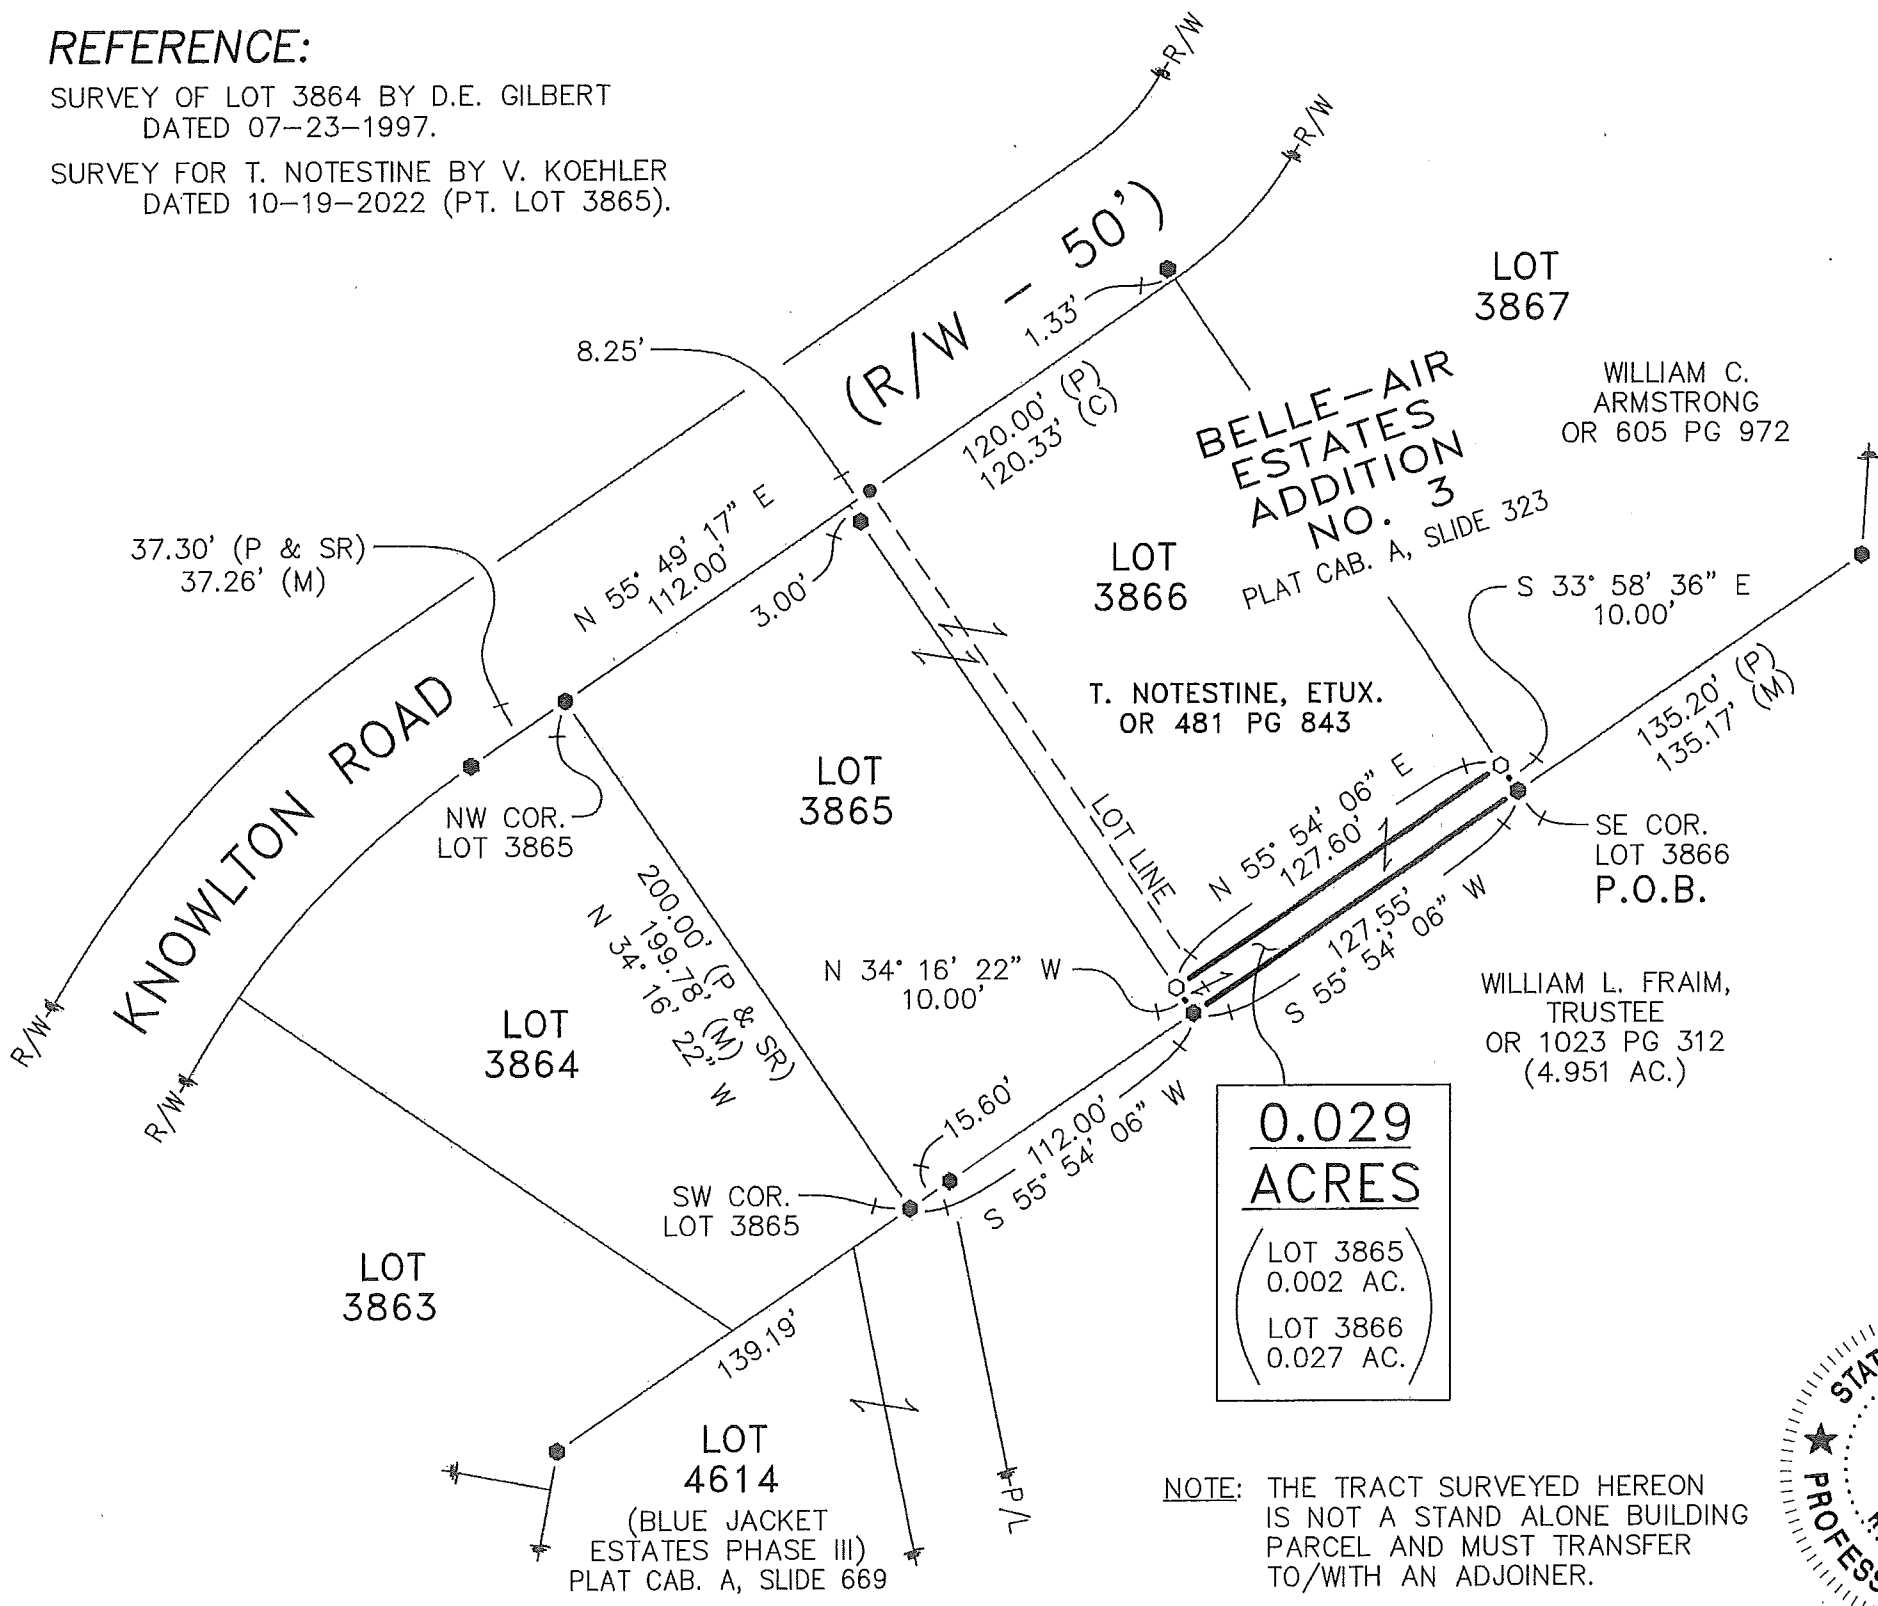 REFERENCE:
SURVEY OF LOT 3864 BY D.E. GILBERT
DATED 07-23-1997.
SURVEY FOR T. NOTESTINE BY V. KOEHLER
DATED 10-19-2022 (PT. LOT 3865).
R/W
R/W
(R/W - 50')
1.33'
8.25'
LOT
3867
WILLIAM C.
ARMSTRONG
OR 605 PG 972
120.00' (P)
120.33' (C)
BELLE-AIR
ESTATES
ADDITION
NO. 3
PLAT CAB. A, SLIDE 323
37.30' (P & SR)
37.26' (M)
N 55° 49' 17" E
112.00'
3.00'
LOT
3866
S 33° 58' 36" E
10.00'
135.20' (P)
135.17' (M)
T. NOTESTINE, ETUX.
OR 481 PG 843
KNOWLTON ROAD
LOT
3865
NW COR.
LOT 3865
LOT LINE
N 55° 54' 06" E
127.60'
SE COR.
LOT 3866
P.O.B.
127.55'
S 55° 54' 06" W
200.00' (P & SR)
199.78' (M)
N 34° 16' 22" W
N 34° 16' 22" W
10.00'
WILLIAM L. FRAIM,
TRUSTEE
OR 1023 PG 312
(4.951 AC.)
R/W
R/W
LOT
3864
15.60'
112.00'
S 55° 54' 06" W
0.029
ACRES
LOT 3865
0.002 AC.
LOT 3866
0.027 AC.
SW COR.
LOT 3865
LOT
3863
139.19'
LOT
4614
(BLUE JACKET
ESTATES PHASE III)
PLAT CAB. A, SLIDE 669
P/L
NOTE: THE TRACT SURVEYED HEREON
IS NOT A STAND ALONE BUILDING
PARCEL AND MUST TRANSFER
TO/WITH AN ADJOINER.
STAT
PROFESS